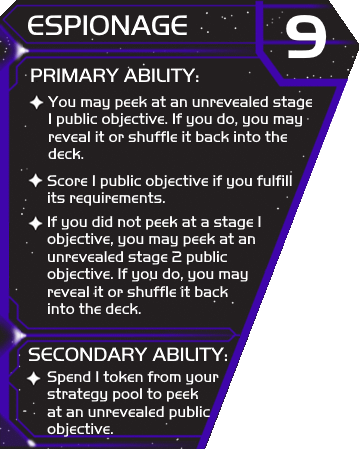 ESPIONAGE
9
PRIMARY ABILITY:
You may peek at an unrevealed stage
I public objective. If you do, you may
reveal it or shuffle it back into the
deck.
Score I public objective if you fulfill
its requirements.
If you did not peek at a stage I
objective, you may peek at an
unrevealed stage 2 public
objective. If you do, you may
reveal it or shuffle it back
into the deck.
SECONDARY ABILITY:
Spend I token from your
strategy pool to peek
at an unrevealed public
objective.